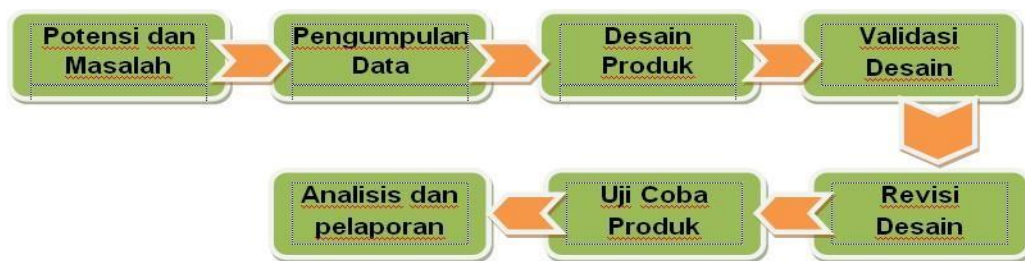 Potensi dan
Masalah
Pengumpulan
Data
Desain
Produk
Validasi
Desain
Revisi
Desain
Uji Coba
Produk
Analisis dan
pelaporan